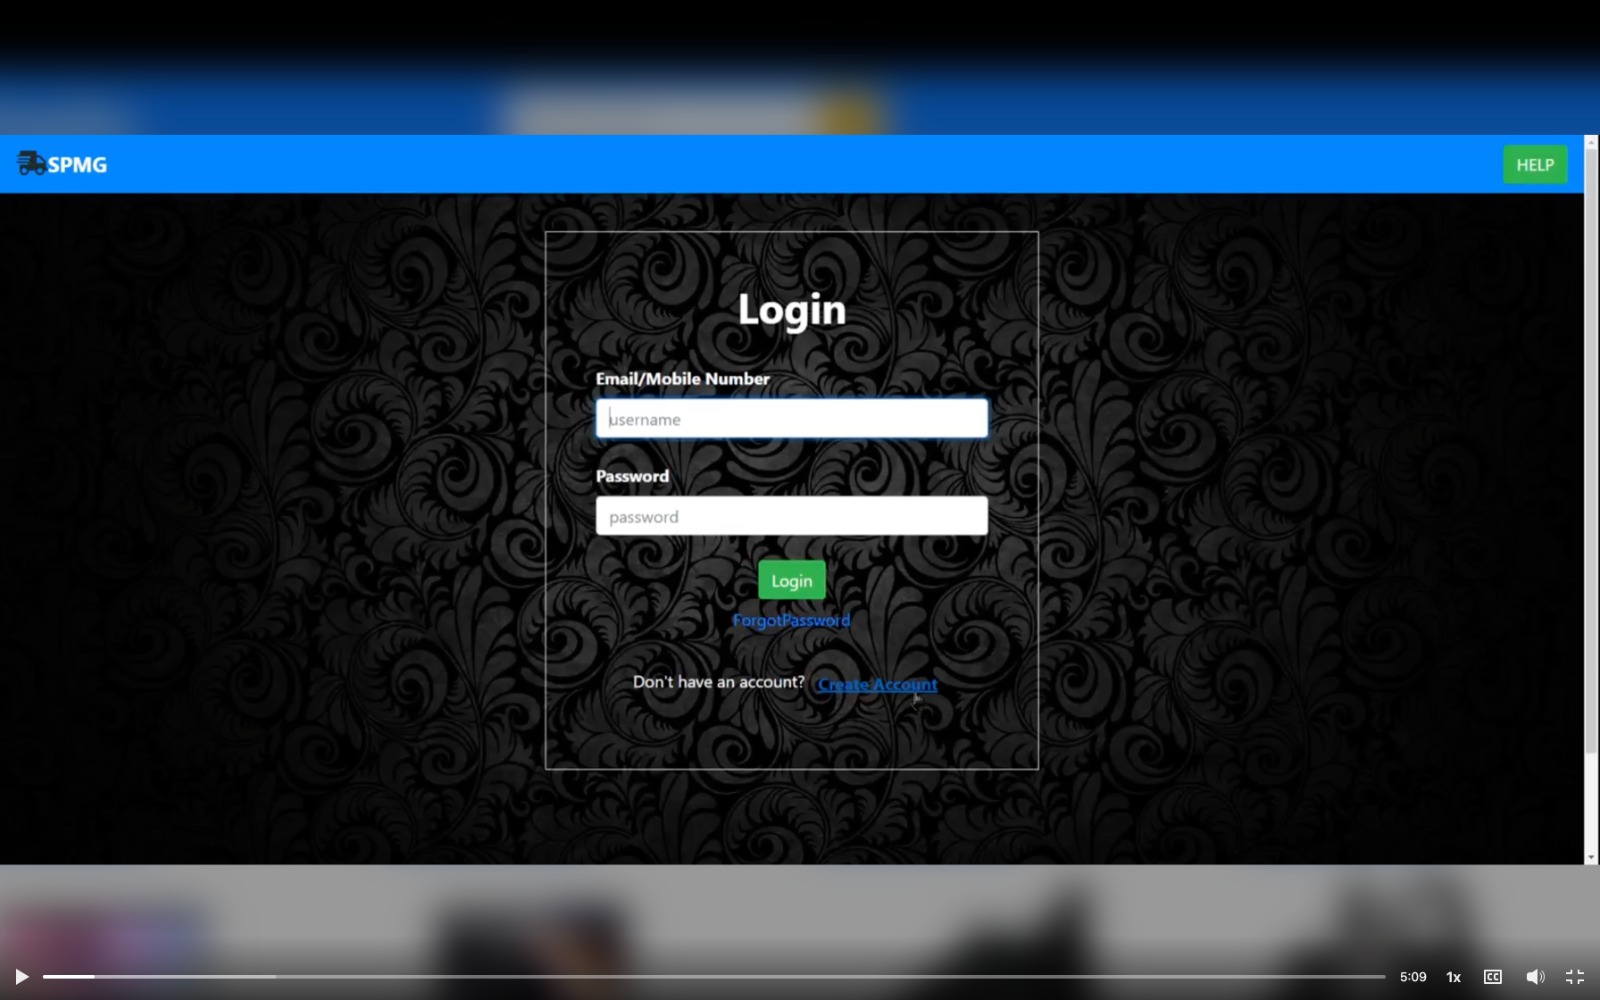 SPMG
HELP
Login
Email/Mobile Number
username
Password
password
Login
ForgotPassword
Don't have an account? Create Account
5:09 1x CC